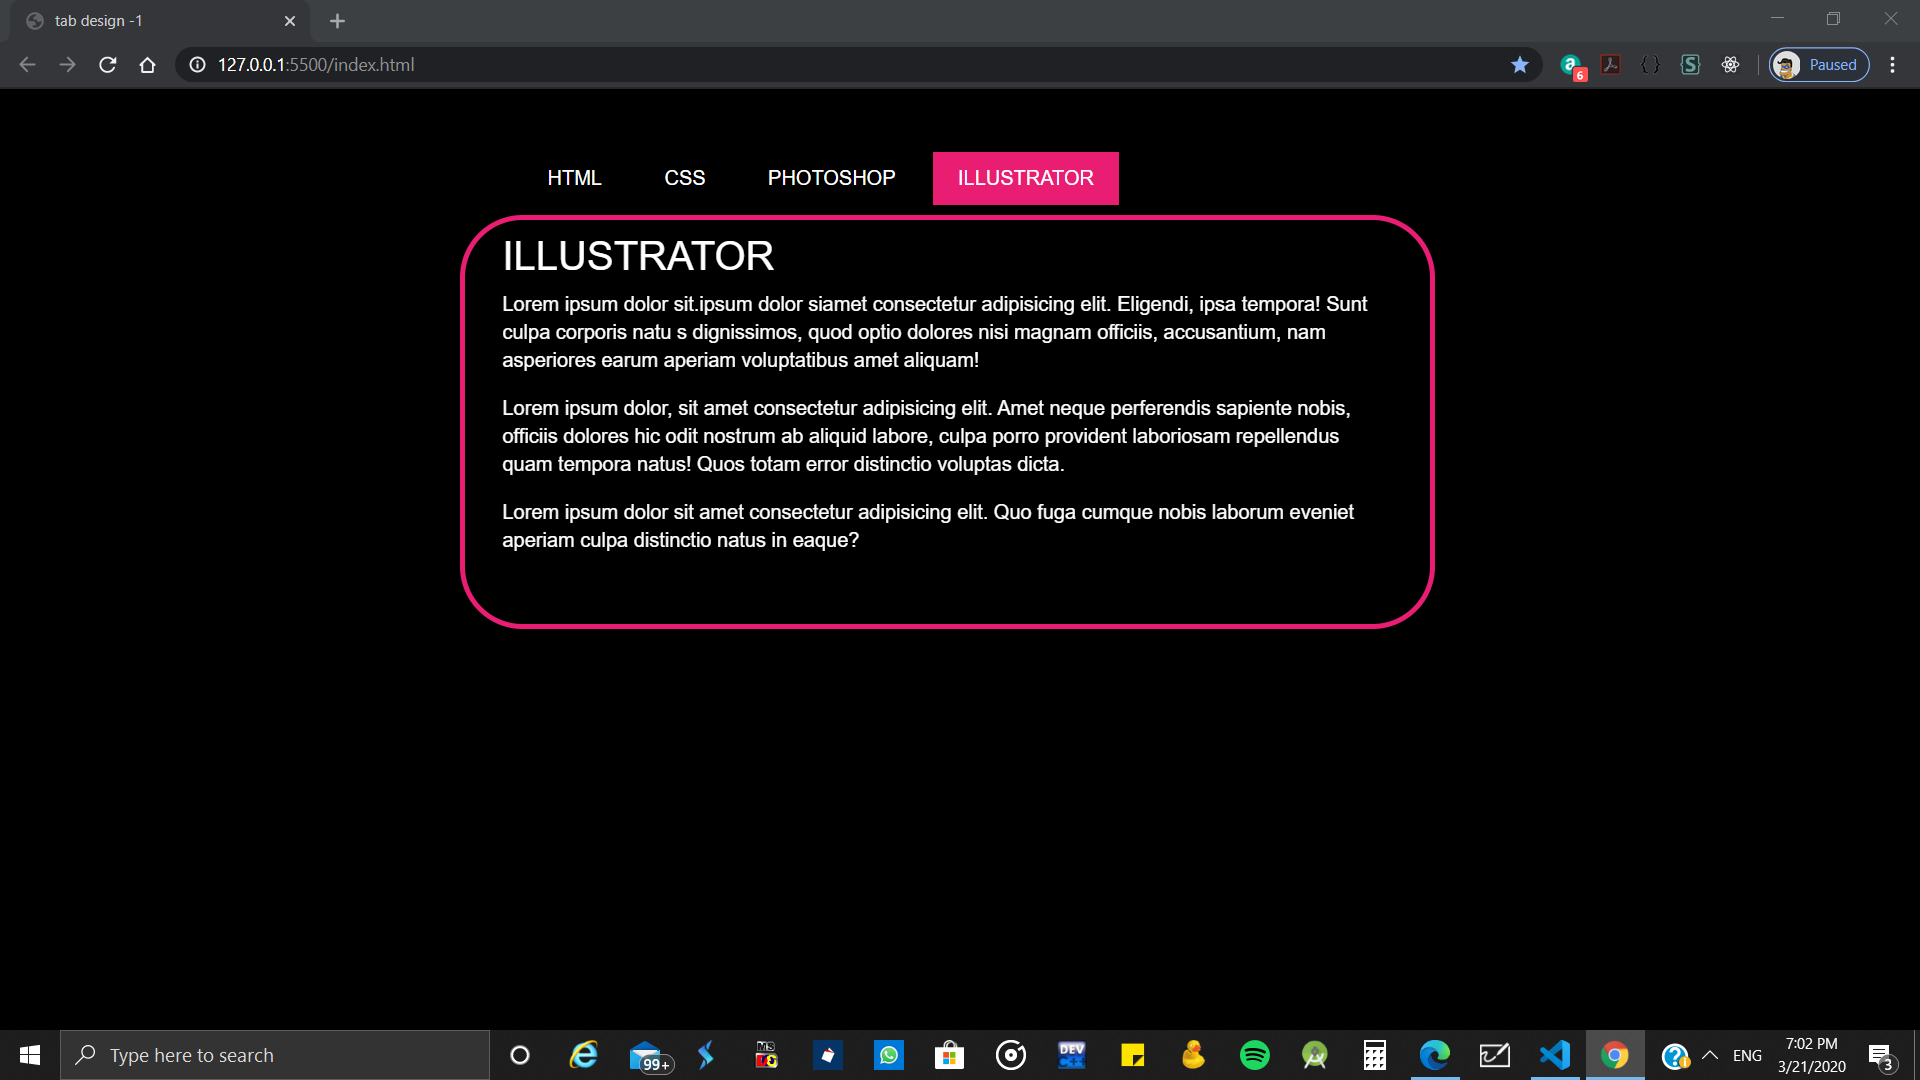 tab design -1
127.0.0.1:5500/index.html
6
Paused
HTML CSS PHOTOSHOP ILLUSTRATOR
ILLUSTRATOR
Lorem ipsum dolor sit.ipsum dolor siamet consectetur adipisicing elit. Eligendi, ipsa tempora! Sunt
culpa corporis natu s dignissimos, quod optio dolores nisi magnam officiis, accusantium, nam
asperiores earum aperiam voluptatibus amet aliquam!
Lorem ipsum dolor, sit amet consectetur adipisicing elit. Amet neque perferendis sapiente nobis,
officiis dolores hic odit nostrum ab aliquid labore, culpa porro provident laboriosam repellendus
quam tempora natus! Quos totam error distinctio voluptas dicta.
Lorem ipsum dolor sit amet consectetur adipisicing elit. Quo fuga cumque nobis laborum eveniet
aperiam culpa distinctio natus in eaque?
Type here to search
99+
DEV
C++
ENG
7:02 PM
3/21/2020
3